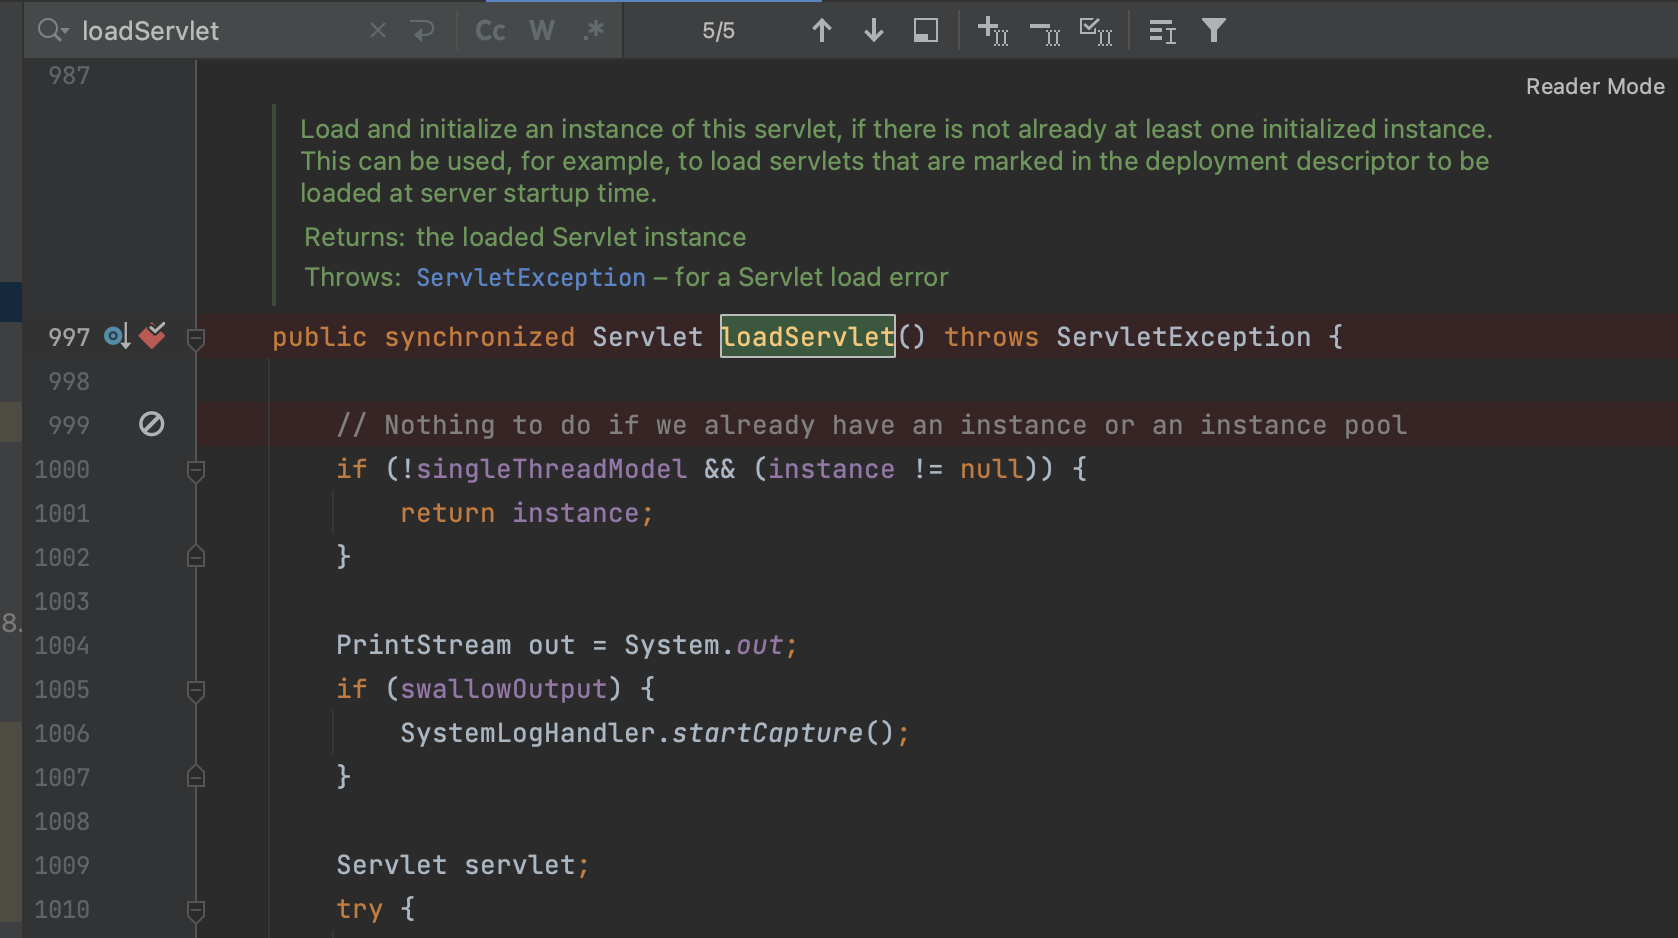 loadServlet
Cc W .* 5/5
987
Reader Mode
Load and initialize an instance of this servlet, if there is not already at least one initialized instance.
This can be used, for example, to load servlets that are marked in the deployment descriptor to be
loaded at server startup time.
Returns: the loaded Servlet instance
Throws: ServletException – for a Servlet load error
997 public synchronized Servlet loadServlet() throws ServletException {
998
999 // Nothing to do if we already have an instance or an instance pool
1000 if (!singleThreadModel && (instance != null)) {
1001 return instance;
1002 }
1003
8.
1004 PrintStream out = System.out;
1005 if (swallowOutput) {
1006 SystemLogHandler.startCapture();
1007 }
1008
1009 Servlet servlet;
1010 try {